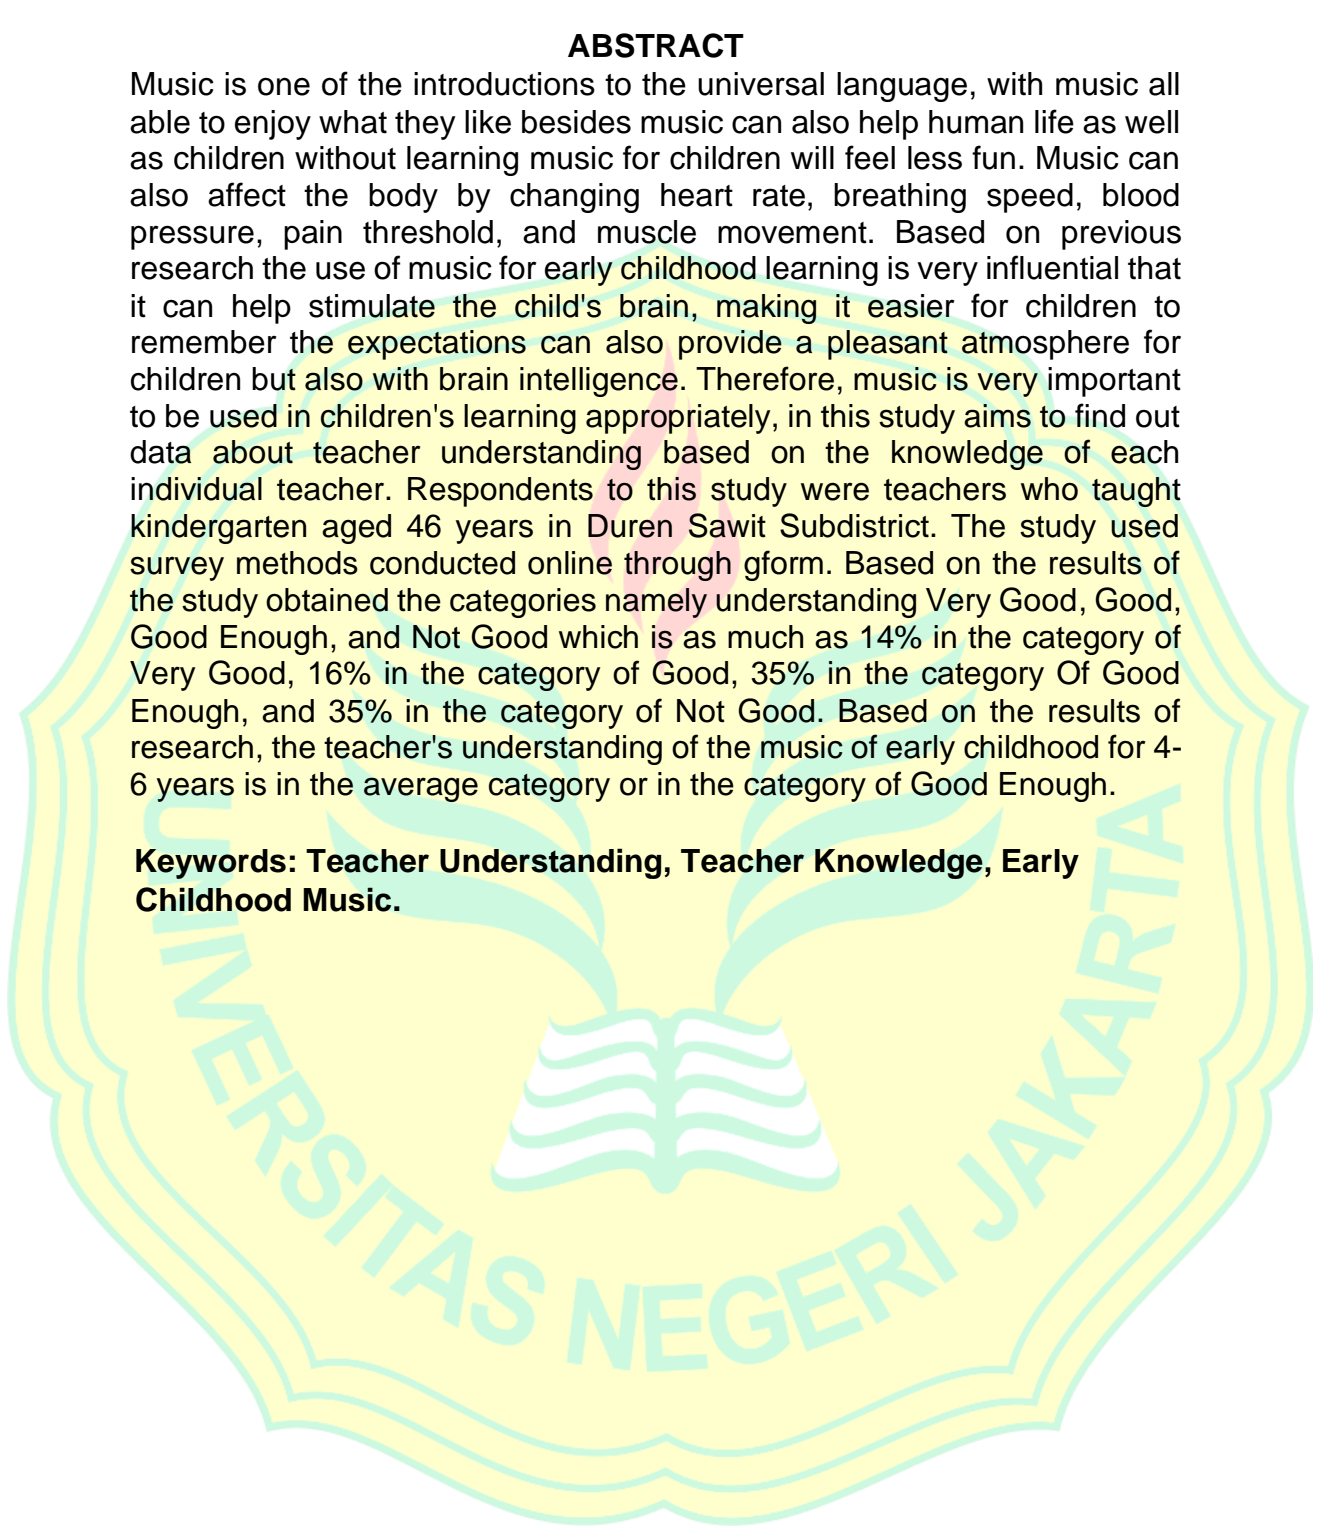 ABSTRACT
Music is one of the introductions to the universal language, with music all
able to enjoy what they like besides music can also help human life as well
as children without learning music for children will feel less fun. Music can
also affect the body by changing heart rate, breathing speed, blood
pressure, pain threshold, and muscle movement. Based on previous
research the use of music for early childhood learning is very influential that
it can help stimulate the child's brain, making it easier for children to
remember the expectations can also provide a pleasant atmosphere for
children but also with brain intelligence. Therefore, music is very important
to be used in children's learning appropriately, in this study aims to find out
data about teacher understanding based on the knowledge of each
individual teacher. Respondents to this study were teachers who taught
kindergarten aged 46 years in Duren Sawit Subdistrict. The study used
survey methods conducted online through gform. Based on the results of
the study obtained the categories namely understanding Very Good, Good,
Good Enough, and Not Good which is as much as 14% in the category of
Very Good, 16% in the category of Good, 35% in the category Of Good
Enough, and 35% in the category of Not Good. Based on the results of
research, the teacher's understanding of the music of early childhood for 4-
6 years is in the average category or in the category of Good Enough.
Keywords: Teacher Understanding, Teacher Knowledge, Early
Childhood Music.
UNIVERSITAS NEGERI JAKARTA